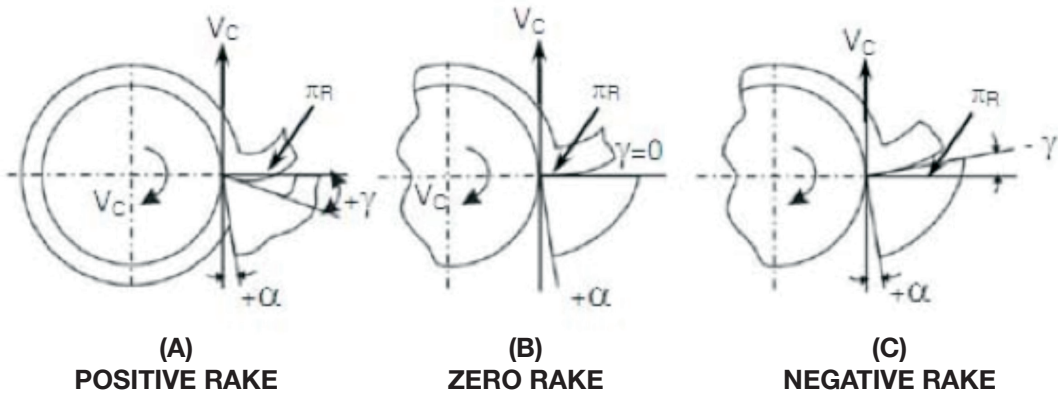 V_C
π_R
V_C
+γ
+α
(A)
POSITIVE RAKE
V_C
π_R
γ=0
V_C
+α
(B)
ZERO RAKE
V_C
π_R
- γ
+α
(C)
NEGATIVE RAKE